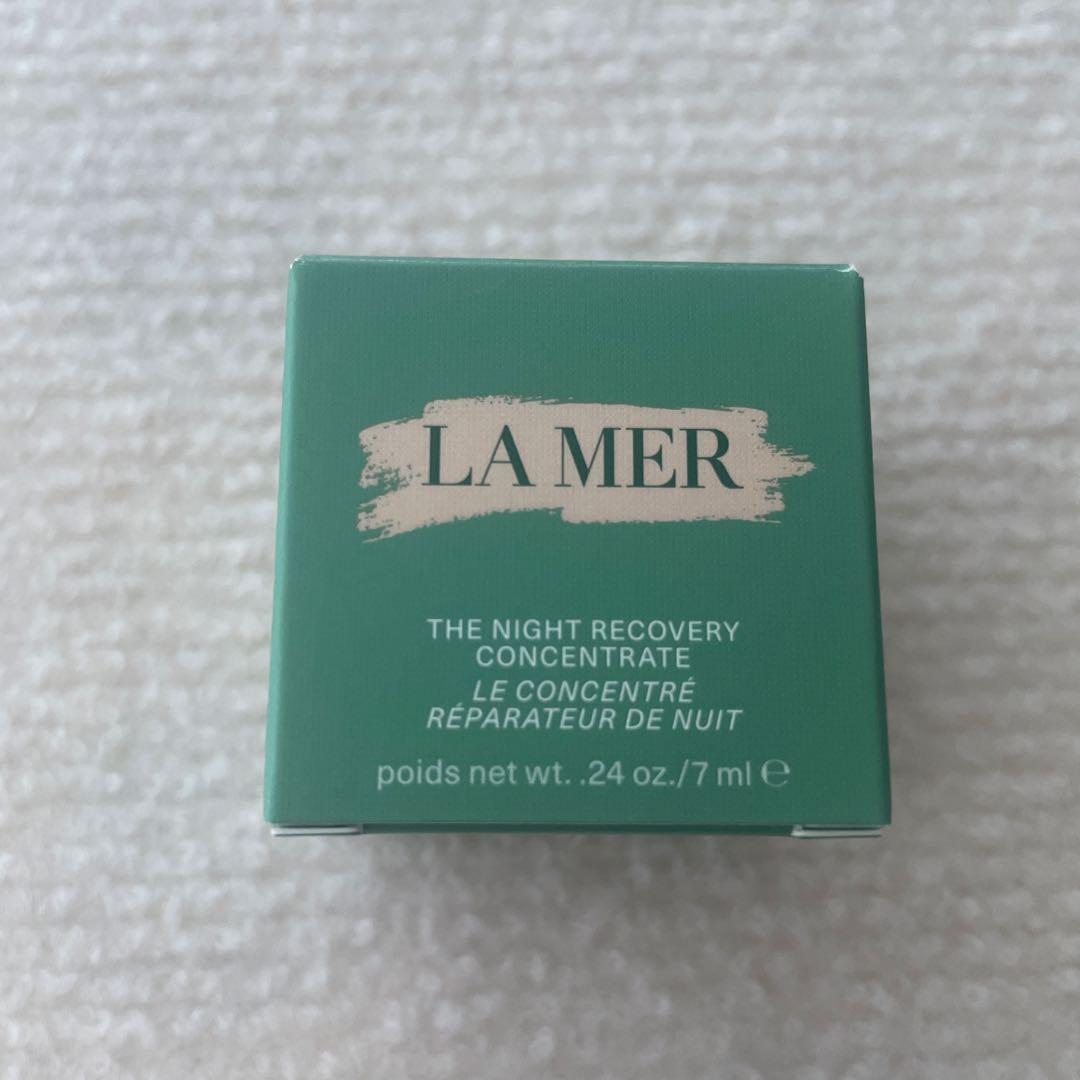 LA MER
THE NIGHT RECOVERY
CONCENTRATE
LE CONCENTRÉ
RÉPARATEUR DE NUIT
poids net wt. .24 oz./7 ml ℮